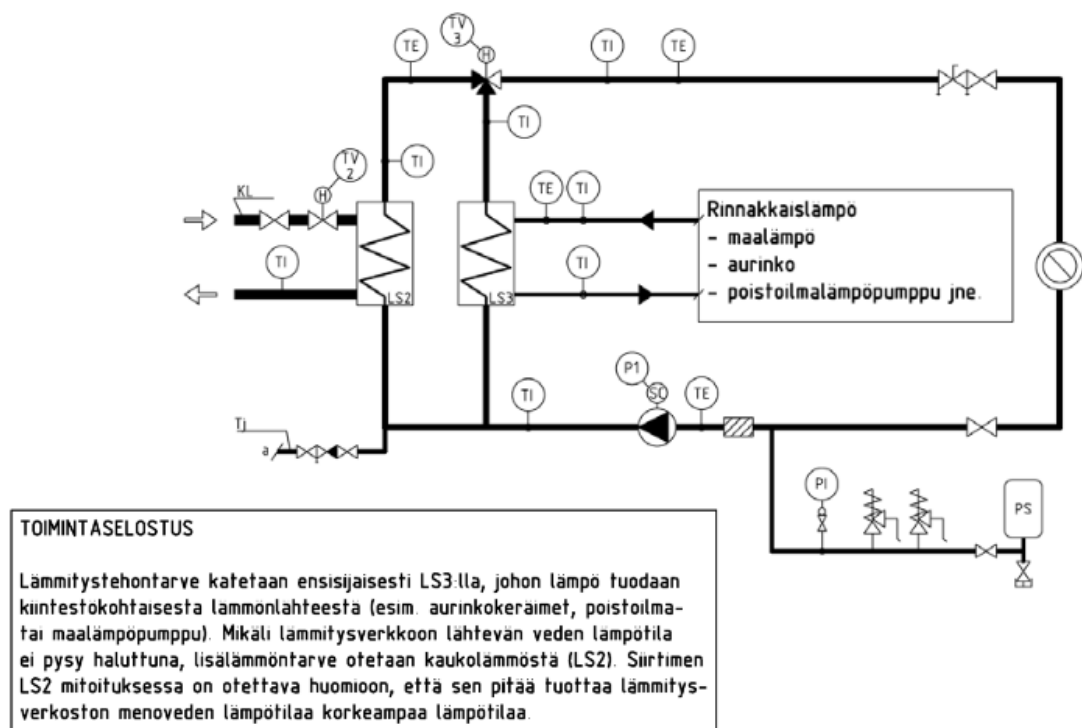 TV
3
H
TE
TI
TE
TI
TI
TV
2
H
KL
TE
TI
Rinnakkaislämpö
- maalämpö
- aurinko
- poistoilmalämpöpumppu jne.
TI
TI
LS2
LS3
P1
SC
TI
TE
Tj
a
PI
PS
TOIMINTASELOSTUS
Lämmitystehontarve katetaan ensisijaisesti LS3:lla, johon lämpö tuodaan
kiintestökohtaisesta lämmönlähteestä (esim. aurinkokeräimet, poistoilma-
tai maalämpöpumppu). Mikäli lämmitysverkkoon lähtevän veden lämpötila
ei pysy haluttuna, lisälämmöntarve otetaan kaukolämmöstä (LS2). Siirtimen
LS2 mitoituksessa on otettava huomioon, että sen pitää tuottaa lämmitys-
verkoston menoveden lämpötilaa korkeampaa lämpötilaa.